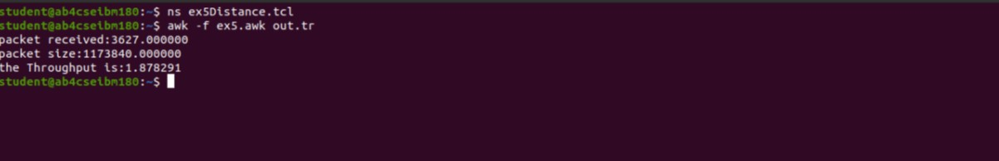 student@ab4cseibm180:~$ ns ex5Distance.tcl
student@ab4cseibm180:~$ awk -f ex5.awk out.tr
packet received:3627.000000
packet size:1173840.000000
the Throughput is:1.878291
student@ab4cseibm180:~$